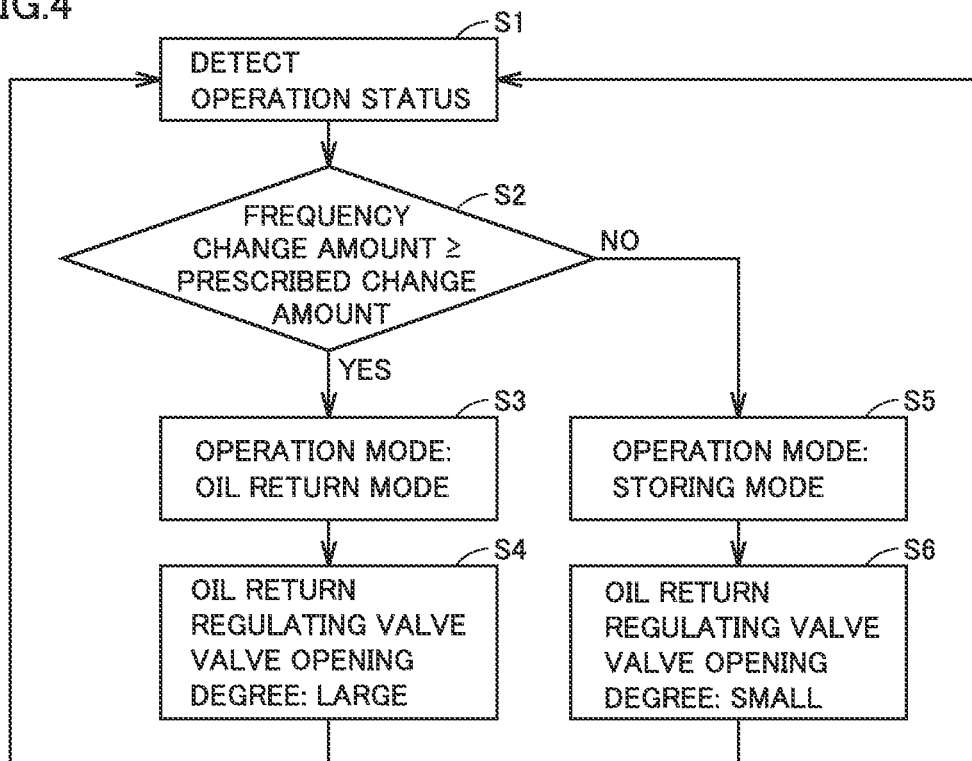 IG.4
S1
DETECT
OPERATION STATUS
S2
FREQUENCY
CHANGE AMOUNT ≥
PRESCRIBED CHANGE
AMOUNT
NO
YES
S3
OPERATION MODE:
OIL RETURN MODE
S5
OPERATION MODE:
STORING MODE
S4
OIL RETURN
REGULATING VALVE
VALVE OPENING
DEGREE: LARGE
S6
OIL RETURN
REGULATING VALVE
VALVE OPENING
DEGREE: SMALL